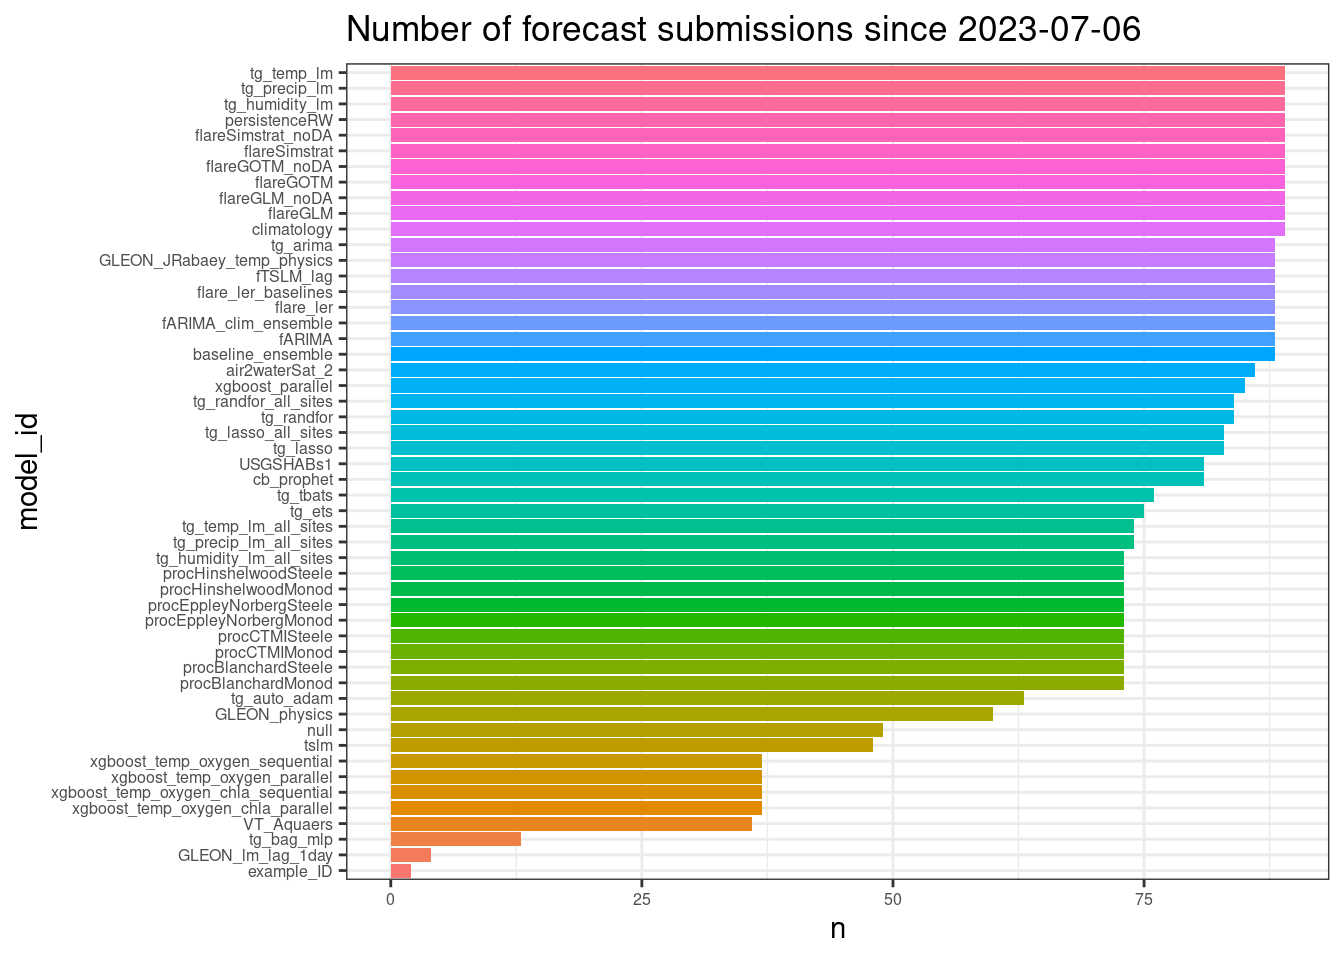 Number of forecast submissions since 2023-07-06
tg_temp_lm
tg_precip_lm
tg_humidity_lm
persistenceRW
flareSimstrat_noDA
flareSimstrat
flareGOTM_noDA
flareGOTM
flareGLM_noDA
flareGLM
climatology
tg_arima
GLEON_JRabaey_temp_physics
fTSLM_lag
flare_ler_baselines
flare_ler
fARIMA_clim_ensemble
fARIMA
baseline_ensemble
air2waterSat_2
xgboost_parallel
tg_randfor_all_sites
tg_randfor
tg_lasso_all_sites
tg_lasso
USGSHABs1
cb_prophet
tg_tbats
tg_ets
tg_temp_lm_all_sites
tg_precip_lm_all_sites
tg_humidity_lm_all_sites
procHinshelwoodSteele
procHinshelwoodMonod
procEppleyNorbergSteele
procEppleyNorbergMonod
procCTMISteele
procCTMIMonod
procBlanchardSteele
procBlanchardMonod
tg_auto_adam
GLEON_physics
null
tslm
xgboost_temp_oxygen_sequential
xgboost_temp_oxygen_parallel
xgboost_temp_oxygen_chla_sequential
xgboost_temp_oxygen_chla_parallel
VT_Aquaers
tg_bag_mlp
GLEON_lm_lag_1day
example_ID
model_id
0 25 50 75
n